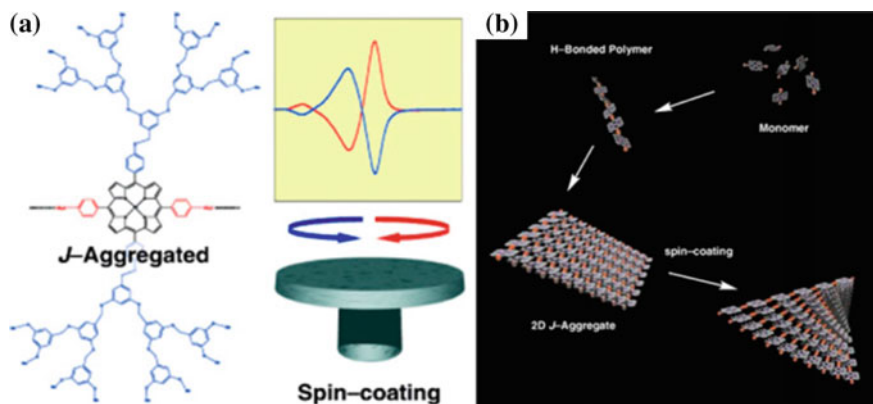 (a)
J–Aggregated
Spin–coating
(b)
H-Bonded Polymer
Monomer
spin–coating
2D J–Aggregate